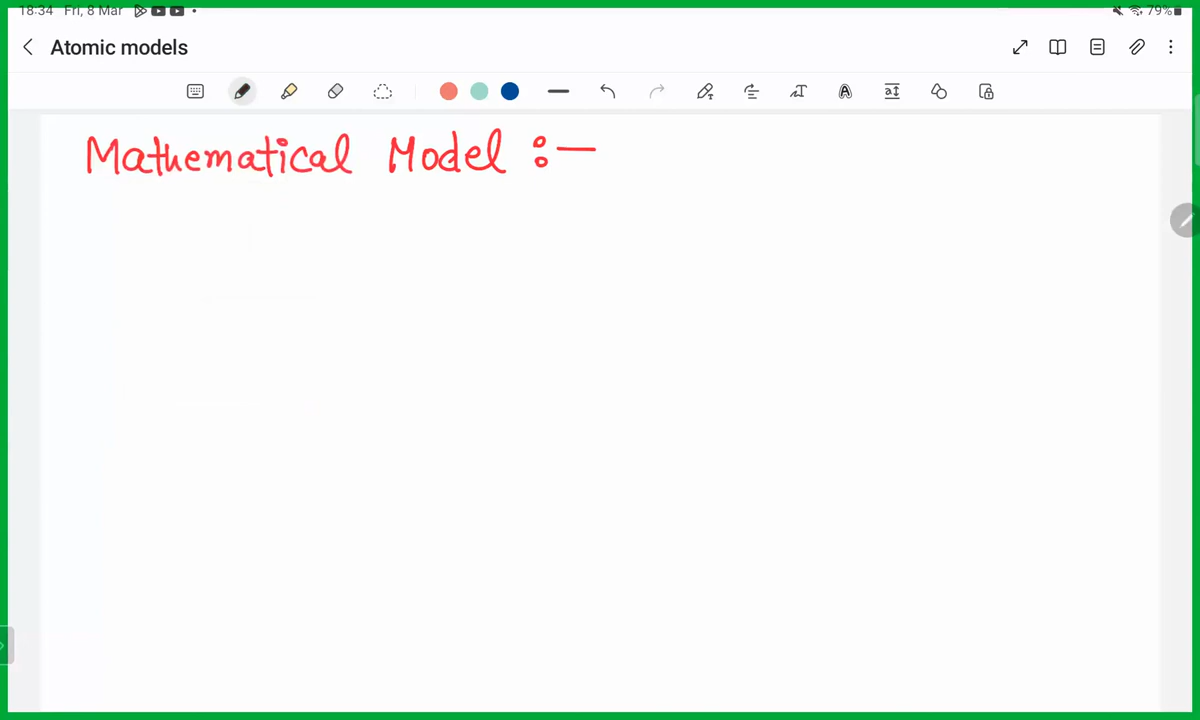 18:34 Fri, 8 Mar 79%
Atomic models
Mathematical Model :—